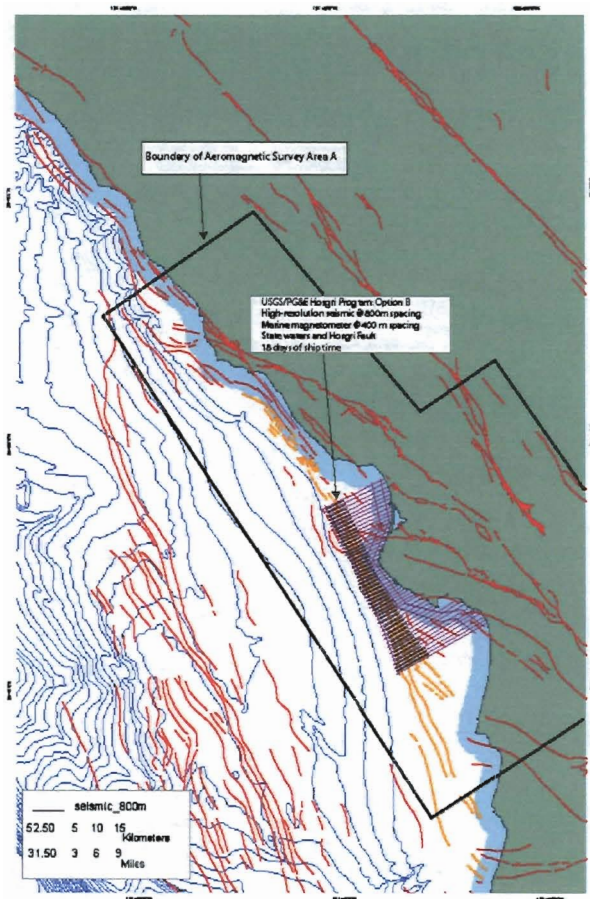 Boundary of Aeromagnetic Survey Area A
USGS/PG&E Hosgri Program: Option B
High-resolution seismic @ 800m spacing
Marine magnetometer @ 400 m spacing
State waters and Hosgri Fault
18 days of ship time
seismic_800m
52.50 5 10 15
Kilometers
31.50 3 6 9
Miles